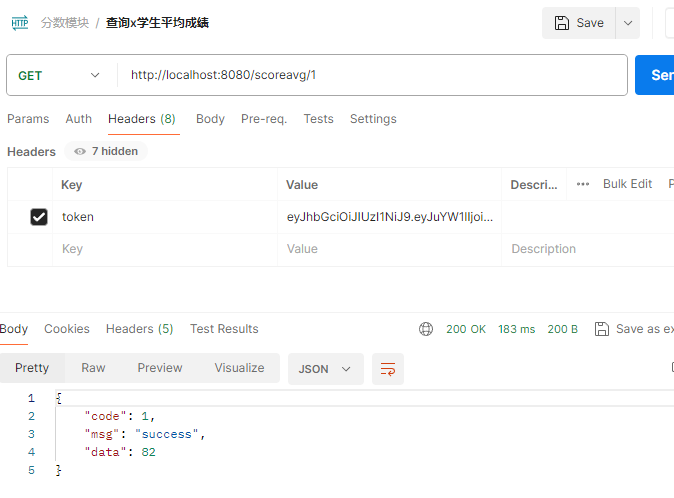 HTTP 分数模块 / 查询x学生平均成绩 Save
GET http://localhost:8080/scoreavg/1 Sen
Params Auth Headers (8) Body Pre-req. Tests Settings
Headers 7 hidden
Key Value Descri... ••• Bulk Edit P
token eyJhbGciOiJIUzI1NiJ9.eyJuYW1lIjoi...
Key Value Description
Body Cookies Headers (5) Test Results 200 OK 183 ms 200 B Save as ex
Pretty Raw Preview Visualize JSON
1 {
2 "code": 1,
3 "msg": "success",
4 "data": 82
5 }